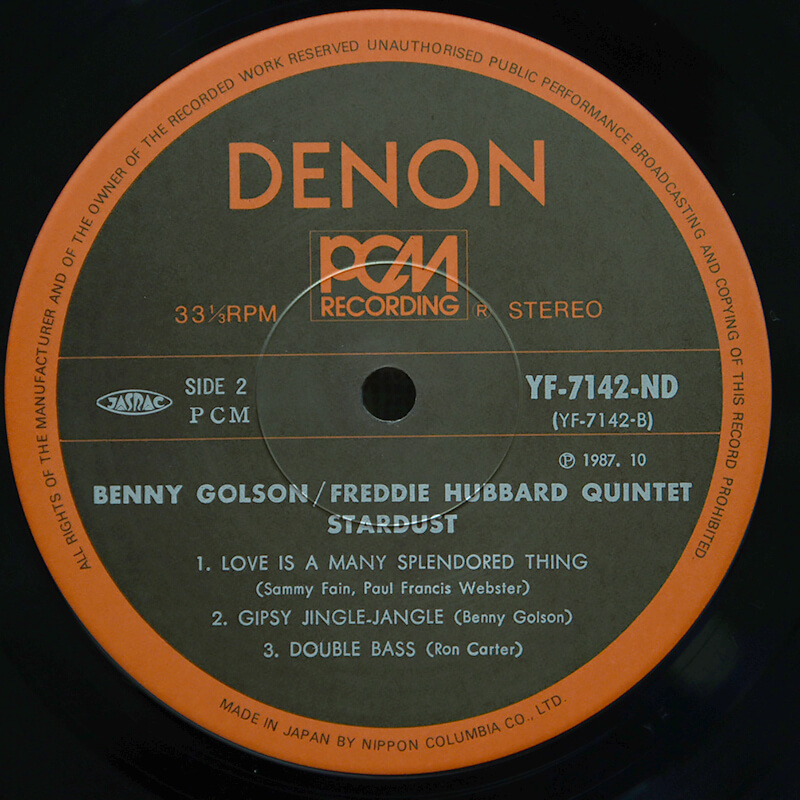 ALL RIGHTS OF THE MANUFACTURER AND OF THE OWNER OF THE RECORDED WORK RESERVED UNAUTHORISED PUBLIC PERFORMANCE BROADCASTING AND COPYING OF THIS RECORD PROHIBITED.
DENON
PCM
RECORDING
33⅓RPM
Ⓡ STEREO
JASRAC
SIDE 2
PCM
YF-7142-ND
(YF-7142-B)
Ⓟ 1987. 10
BENNY GOLSON/FREDDIE HUBBARD QUINTET
STARDUST
1. LOVE IS A MANY SPLENDORED THING
(Sammy Fain, Paul Francis Webster)
2. GIPSY JINGLE-JANGLE (Benny Golson)
3. DOUBLE BASS (Ron Carter)
MADE IN JAPAN BY NIPPON COLUMBIA CO., LTD.